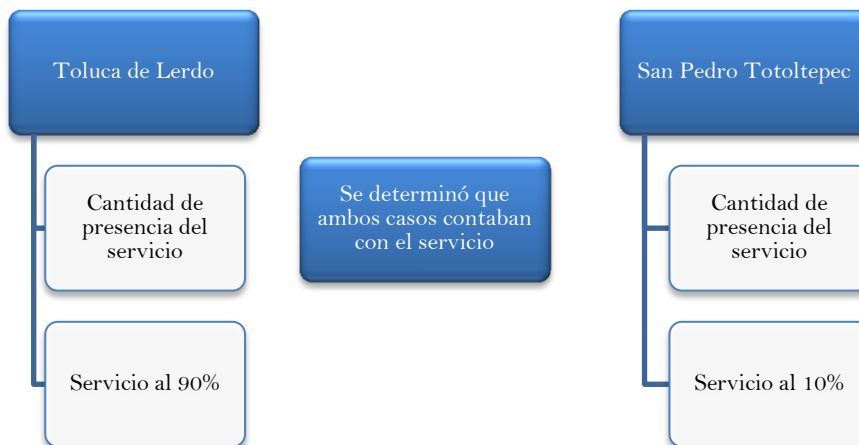 Toluca de Lerdo
Cantidad de
presencia del
servicio
Servicio al 90%
Se determinó que
ambos casos contaban
con el servicio
San Pedro Totoltepec
Cantidad de
presencia del
servicio
Servicio al 10%